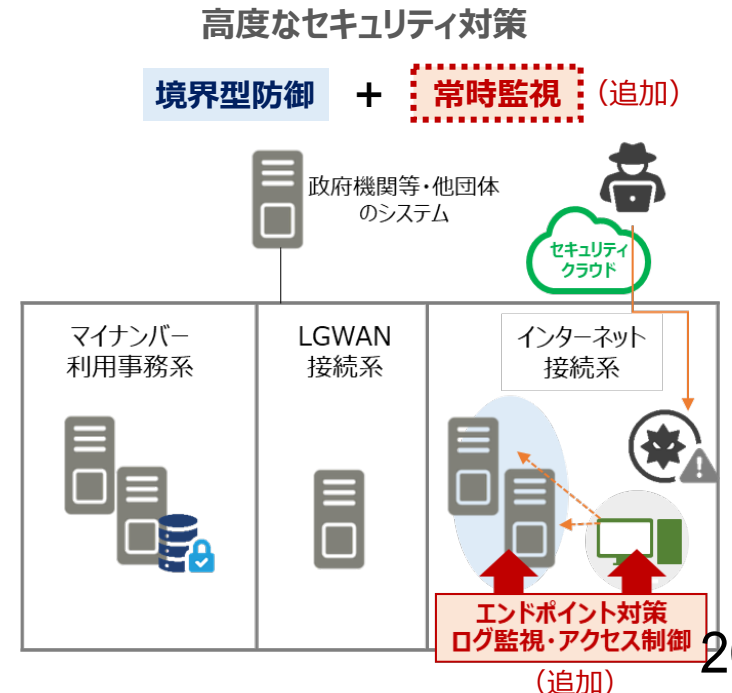 高度なセキュリティ対策
境界型防御 + 常時監視 (追加)
政府機関等・他団体
のシステム
セキュリティ
クラウド
マイナンバー
利用事務系
LGWAN
接続系
インターネット
接続系
エンドポイント対策
ログ監視・アクセス制御
(追加)